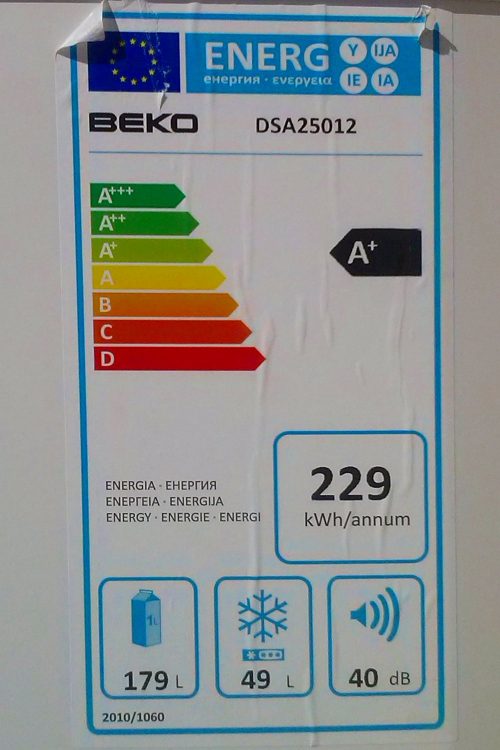 ENERG Y IJA
енергия · ενεργεια IE IA
BEKO DSA25012
A+++
A++
A+
A+
A
B
C
D
229
kWh/annum
ENERGIA · ЕНЕРГИЯ
ΕΝΕΡΓΕΙΑ · ENERGIJA
ENERGY · ENERGIE · ENERGI
1L
179 L
49 L
40 dB
2010/1060